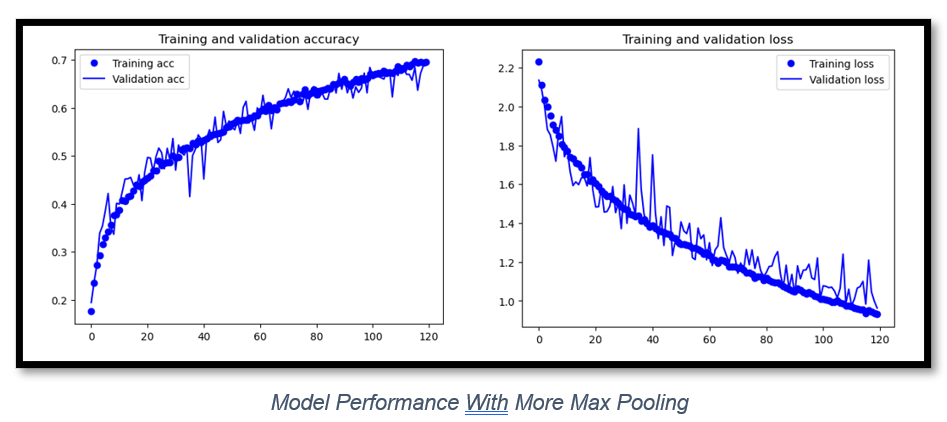 Training and validation accuracy
Training acc
Validation acc
0.7
0.6
0.5
0.4
0.3
0.2
0 20 40 60 80 100 120
Training and validation loss
Training loss
Validation loss
2.2
2.0
1.8
1.6
1.4
1.2
1.0
0 20 40 60 80 100 120
Model Performance With More Max Pooling